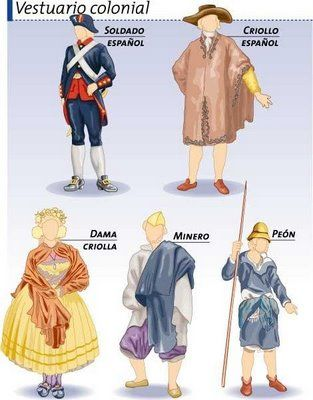 Vestuario colonial
SOLDADO
ESPAÑOL
CRIOLLO
ESPAÑOL
DAMA
CRIOLLA
MINERO
PEÓN